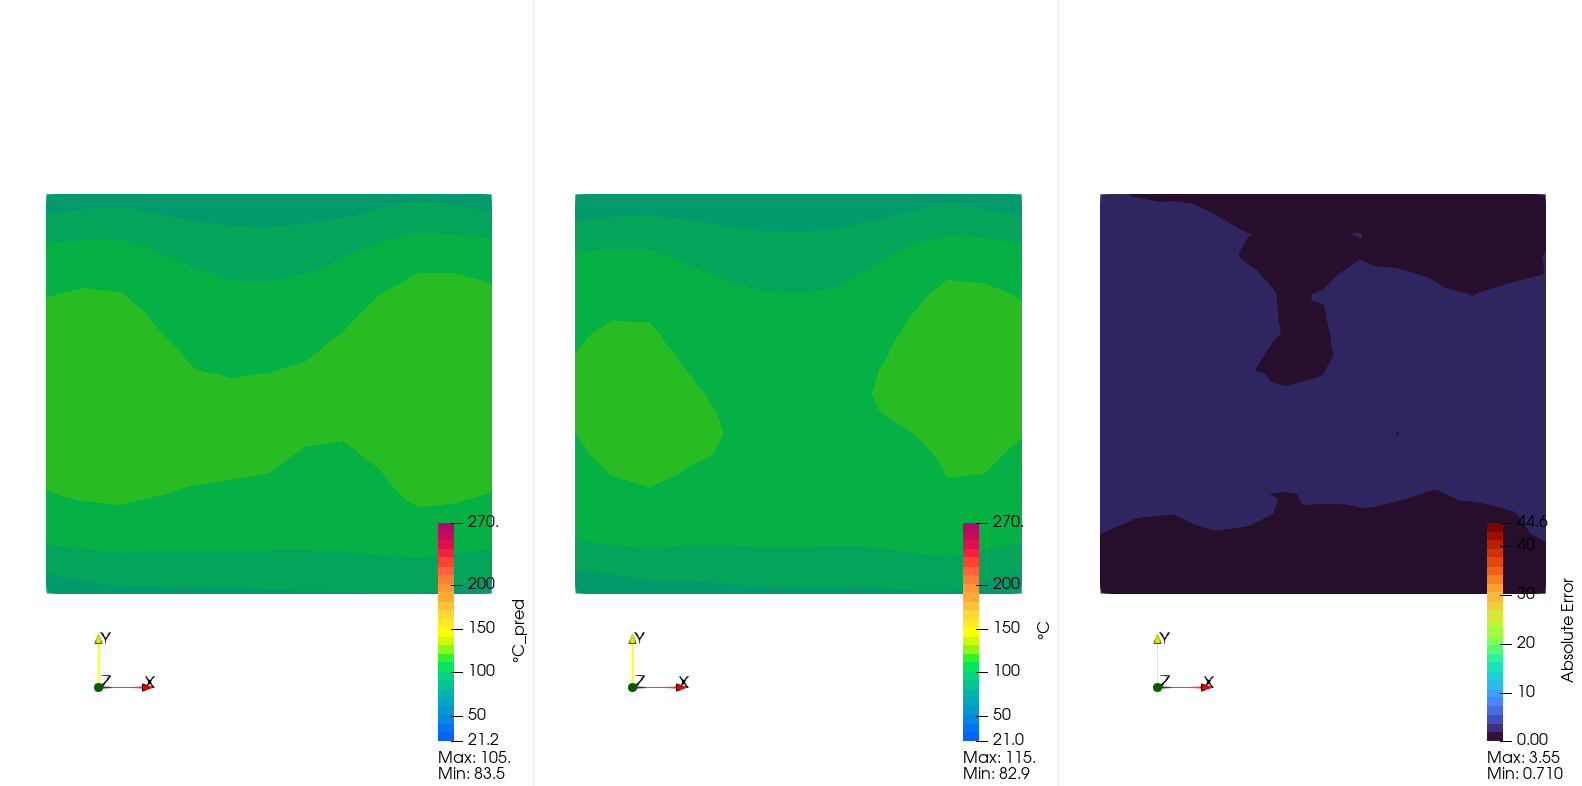 270.
200
150
100
50
21.2
°C_pred
Max: 105.
Min: 83.5
Y
Z
X
270.
200
150
100
50
21.0
°C
Max: 115.
Min: 82.9
Y
Z
X
44.6
40
30
20
10
0.00
Absolute Error
Max: 3.55
Min: 0.710
Y
Z
X